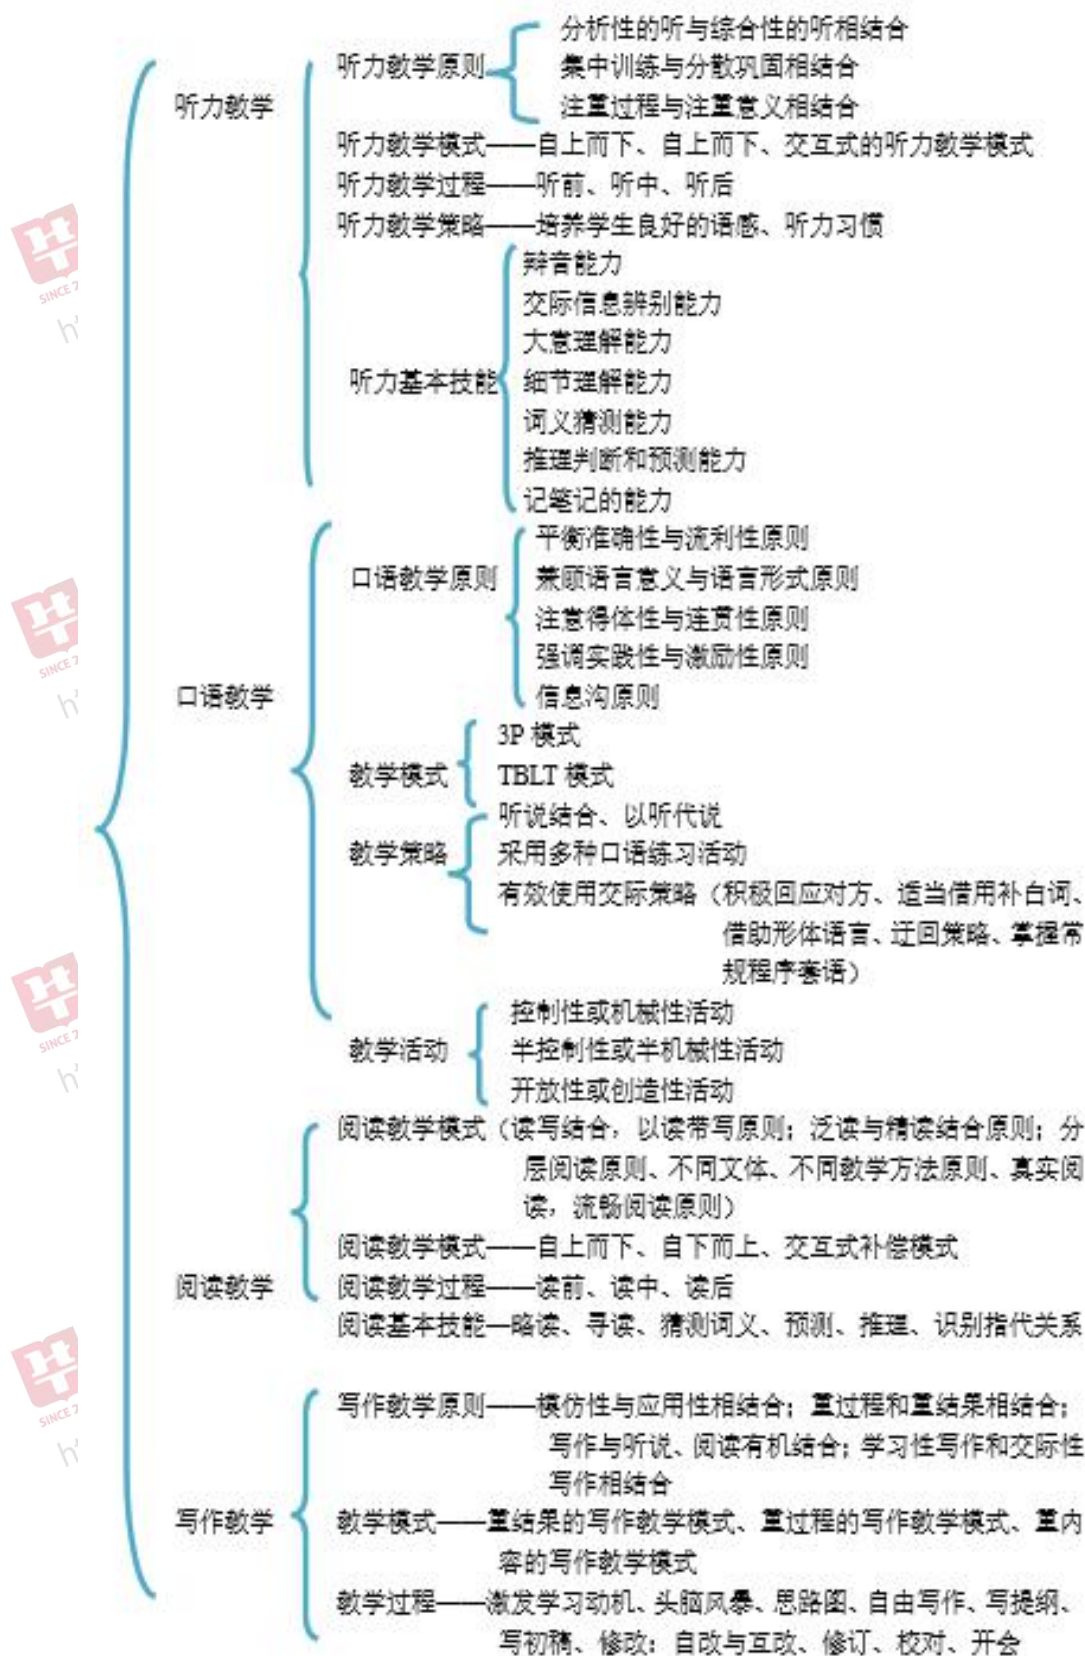 分析性的听与综合性的听相结合
听力教学原则
集中训练与分散巩固相结合
听力教学
注重过程与注重意义相结合
听力教学模式——自上而下、自上而下、交互式的听力教学模式
听力教学过程——听前、听中、听后
听力教学策略——培养学生良好的语感、听力习惯
辩音能力
交际信息辨别能力
大意理解能力
听力基本技能
细节理解能力
词义猜测能力
推理判断和预测能力
记笔记的能力
平衡准确性与流利性原则
口语教学原则
兼顾语言意义与语言形式原则
注意得体性与连贯性原则
强调实践性与激励性原则
口语教学
信息沟原则
3P 模式
教学模式
TBLT 模式
听说结合、以听代说
教学策略
采用多种口语练习活动
有效使用交际策略（积极回应对方、适当借用补白词、
借助形体语言、迂回策略、掌握常
规程序套语）
控制性或机械性活动
教学活动
半控制性或半机械性活动
开放性或创造性活动
阅读教学模式（读写结合，以读带写原则；泛读与精读结合原则；分
层阅读原则、不同文体、不同教学方法原则、真实阅
读，流畅阅读原则）
阅读教学模式——自上而下、自下而上、交互式补偿模式
阅读教学
阅读教学过程——读前、读中、读后
阅读基本技能—略读、寻读、猜测词义、预测、推理、识别指代关系
写作教学原则——模仿性与应用性相结合；重过程和重结果相结合；
写作与听说、阅读有机结合；学习性写作和交际性
写作相结合
写作教学
教学模式——重结果的写作教学模式、重过程的写作教学模式、重内
容的写作教学模式
教学过程——激发学习动机、头脑风暴、思路图、自由写作、写提纲、
写初稿、修改：自改与互改、修订、校对、开会
SINCE
SINCE
SINCE
SINCE